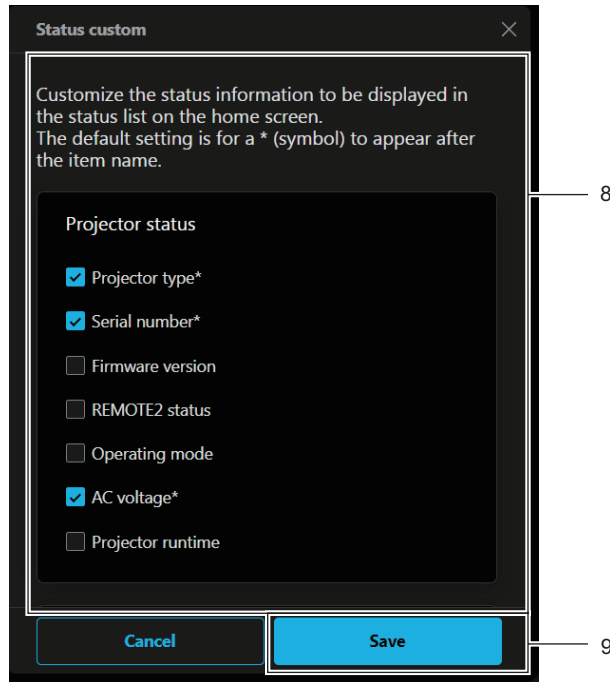 Status custom
Customize the status information to be displayed in
the status list on the home screen.
The default setting is for a * (symbol) to appear after
the item name.
8
Projector status
Projector type*
Serial number*
Firmware version
REMOTE2 status
Operating mode
AC voltage*
Projector runtime
Cancel
Save
9